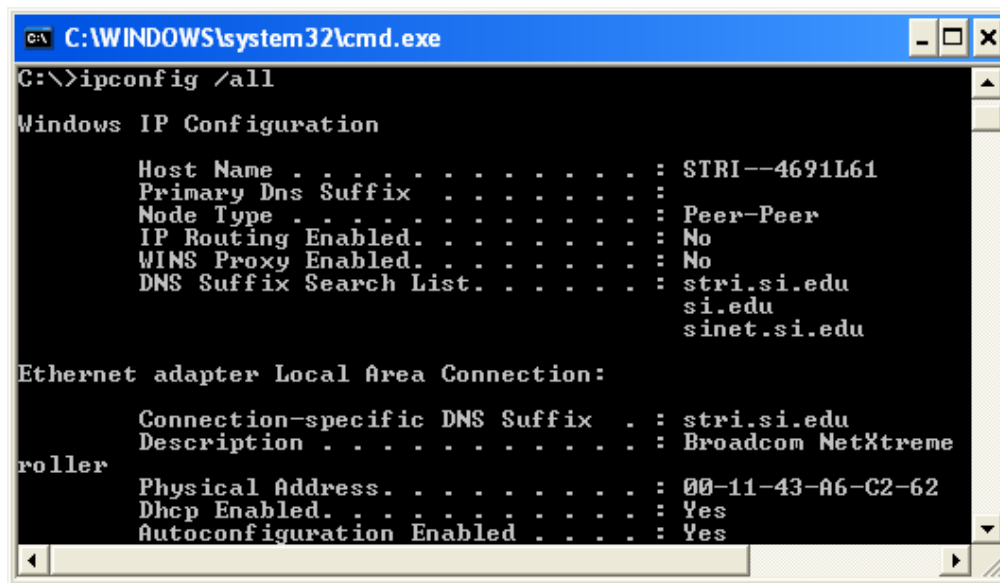 C:\WINDOWS\system32\cmd.exe
C:\>ipconfig /all
Windows IP Configuration
Host Name . . . . . . . . . . . . : STRI--4691L61
Primary Dns Suffix . . . . . . . :
Node Type . . . . . . . . . . . . : Peer-Peer
IP Routing Enabled. . . . . . . . : No
WINS Proxy Enabled. . . . . . . . : No
DNS Suffix Search List. . . . . . : stri.si.edu
si.edu
sinet.si.edu
Ethernet adapter Local Area Connection:
Connection-specific DNS Suffix . : stri.si.edu
Description . . . . . . . . . . . : Broadcom NetXtreme
roller
Physical Address. . . . . . . . . : 00-11-43-A6-C2-62
Dhcp Enabled. . . . . . . . . . . : Yes
Autoconfiguration Enabled . . . . : Yes